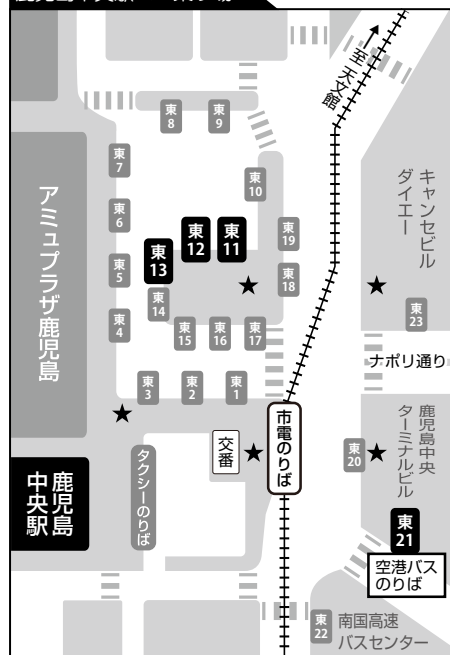 至 天文館
東
8
東
9
東
7
東
10
東
6
東
12
東
11
東
19
東
13
東
5
東
18
東
14
東
4
東
15
東
16
東
17
東
23
アミュプラザ鹿児島
キャンセビル
ダイエー
ナポリ通り
東
3
東
2
東
1
市電のりば
交番
タクシーのりば
鹿児島
中央駅
東
20
鹿児島中央
ターミナルビル
東
21
空港バス
のりば
東
22
南国高速
バスセンター